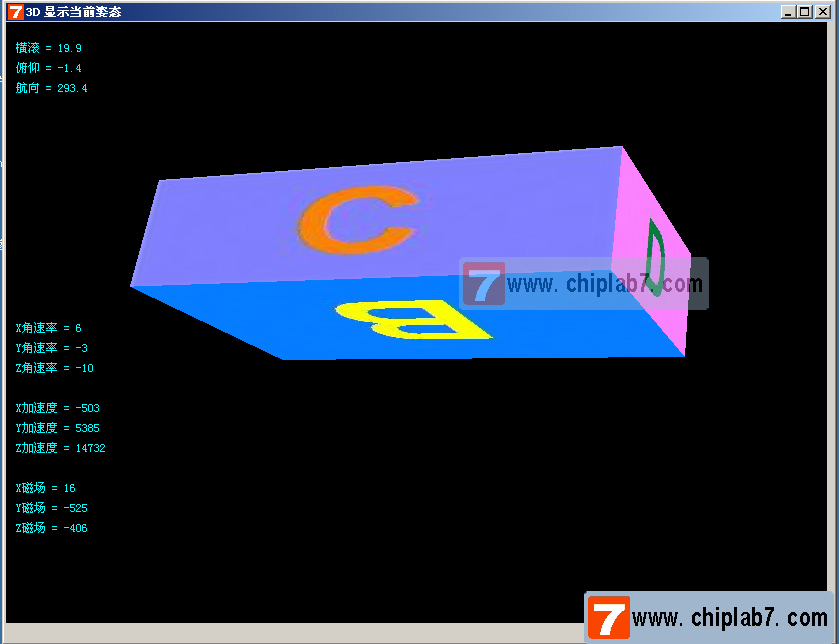 7 3D 显示当前姿态
横滚 = 19.9
俯仰 = -1.4
航向 = 293.4
C
D
7 www. chiplab7. com
B
X角速率 = 6
Y角速率 = -3
Z角速率 = -10
X加速度 = -503
Y加速度 = 5385
Z加速度 = 14732
X磁场 = 16
Y磁场 = -525
Z磁场 = -406
7 www. chiplab7. com